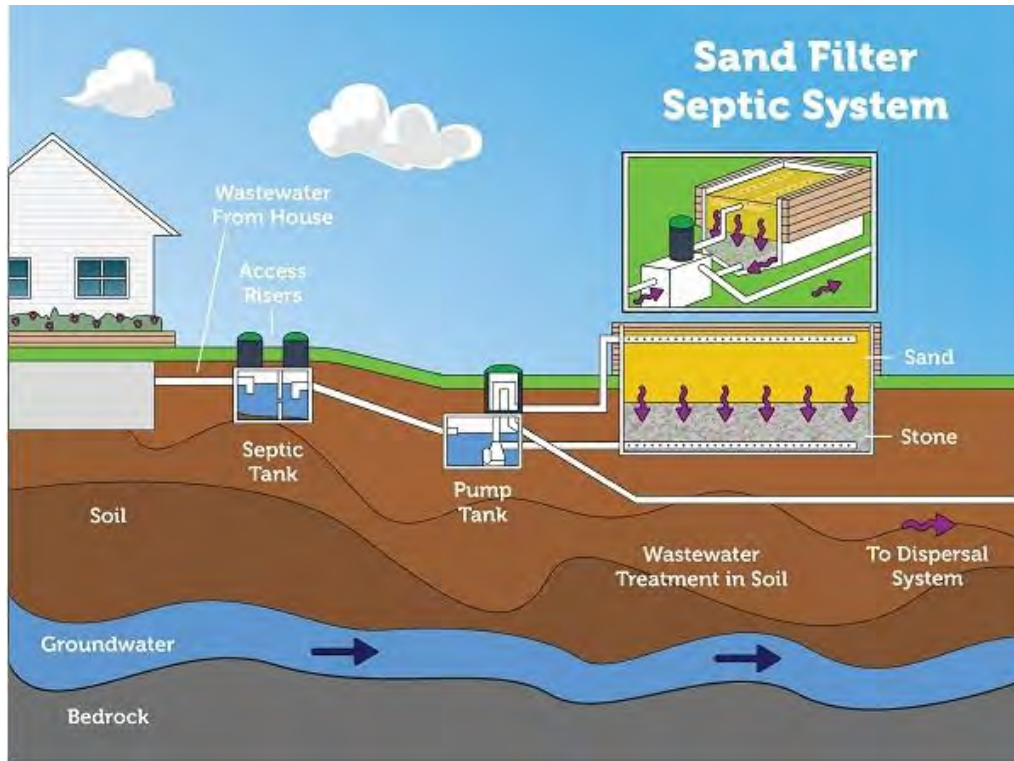 Sand Filter
Septic System
Wastewater
From House
Access
Risers
Sand
Stone
Septic
Tank
Pump
Tank
Soil
Wastewater
Treatment in Soil
To Dispersal
System
Groundwater
Bedrock